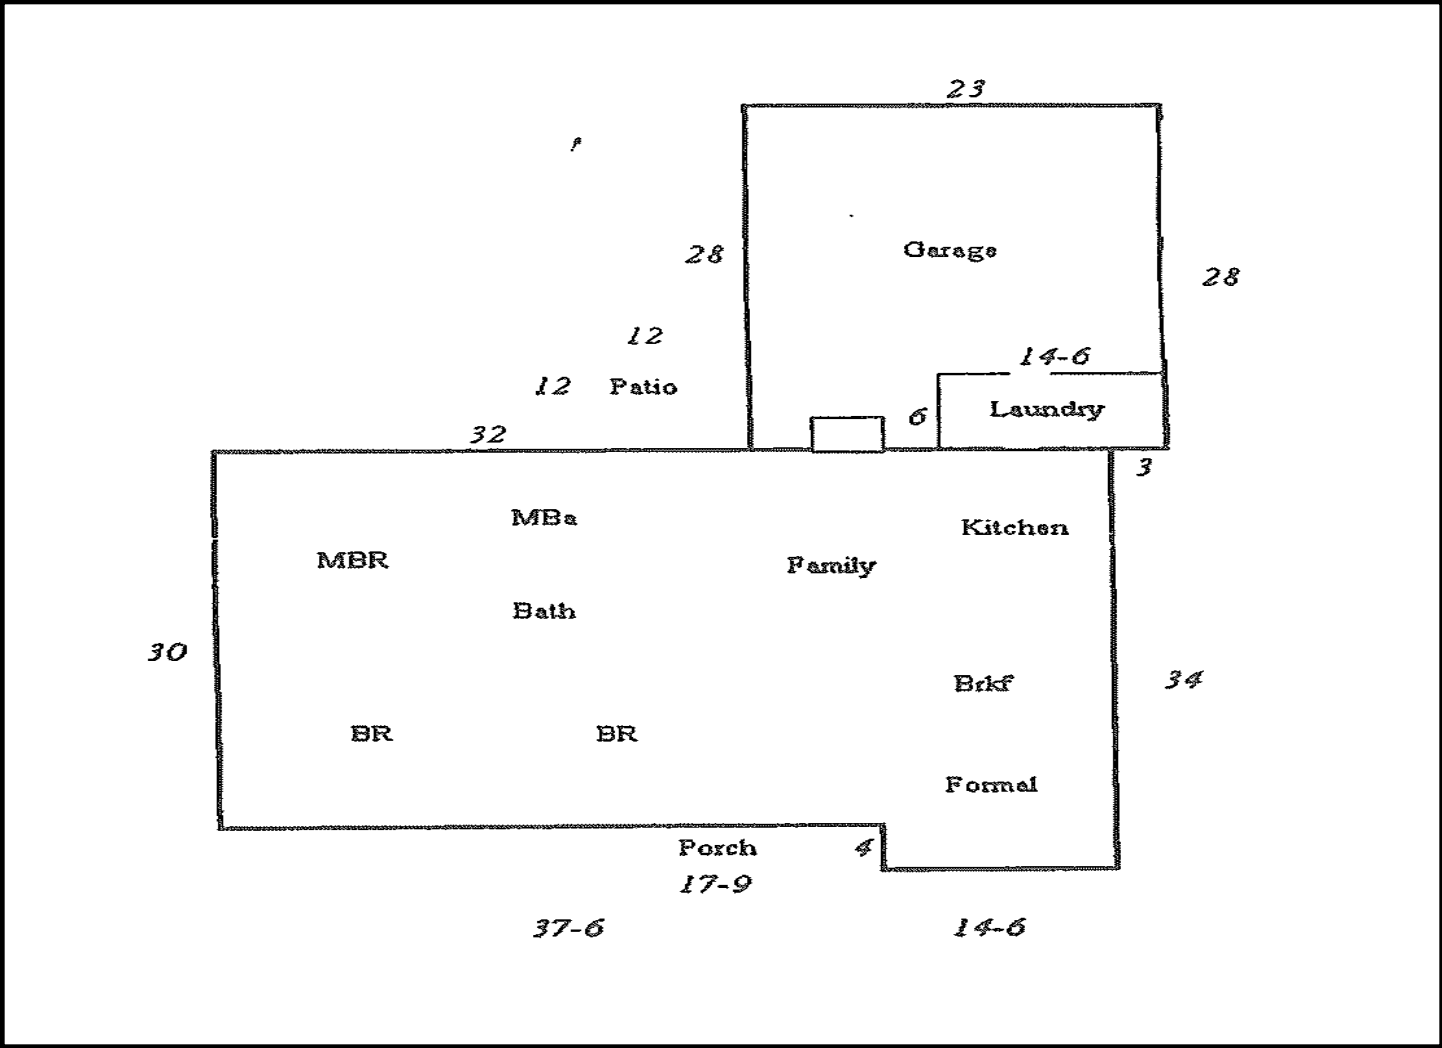 23
Garage
28
28
12
14-6
12 Patio
6
Laundry
32
3
MBa
Kitchen
MBR
Family
Bath
30
Brkf
34
BR
BR
Formal
Porch
4
17-9
37-6
14-6